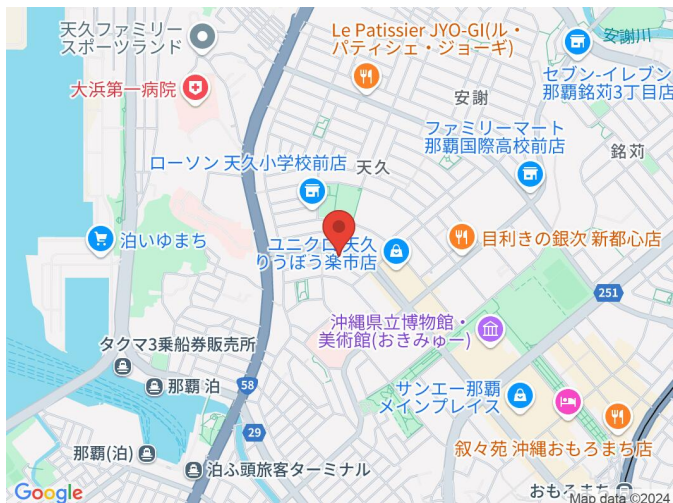 天久ファミリー
スポーツランド
Le Patissier JYO-GI(ル・
パティシェ・ジョーギ)
安謝川
セブン-イレブン
那覇銘苅3丁目店
大浜第一病院
安謝
ファミリーマート
那覇国際高校前店
銘苅
ローソン 天久小学校前店
天久
泊いゆまち
ユニクロ 天久
りうぼう楽市店
目利きの銀次 新都心店
251
沖縄県立博物館・
美術館(おきみゅー)
タクマ3乗船券販売所
那覇 泊
58
サンエー那覇
メインプレイス
29
那覇(泊)
叙々苑 沖縄おもろまち店
泊ふ頭旅客ターミナル
おもろまち
Google
Map data ©2024